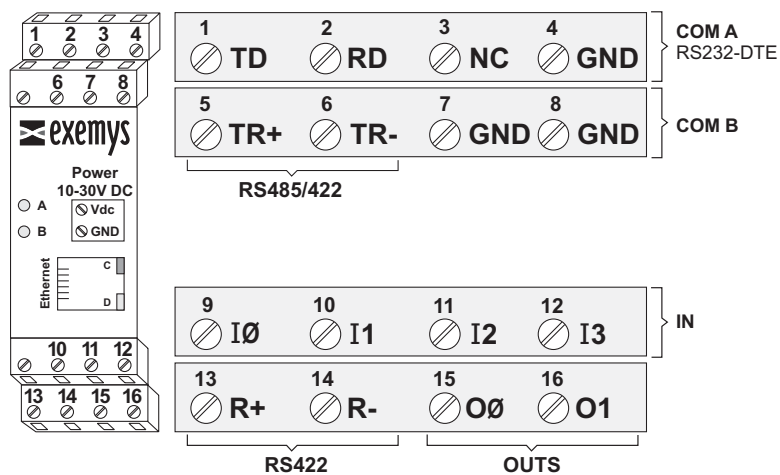 1 2 3 4
6 7 8
exemys
Power
10-30V DC
A
Vdc
B
GND
Ethernet
C
D
10 11 12
13 14 15 16
1 2 3 4
TD RD NC GND
COM A
RS232-DTE
5 6 7 8
TR+ TR- GND GND
COM B
RS485/422
9 10 11 12
IØ I1 I2 I3
IN
13 14 15 16
R+ R- OØ O1
RS422 OUTS